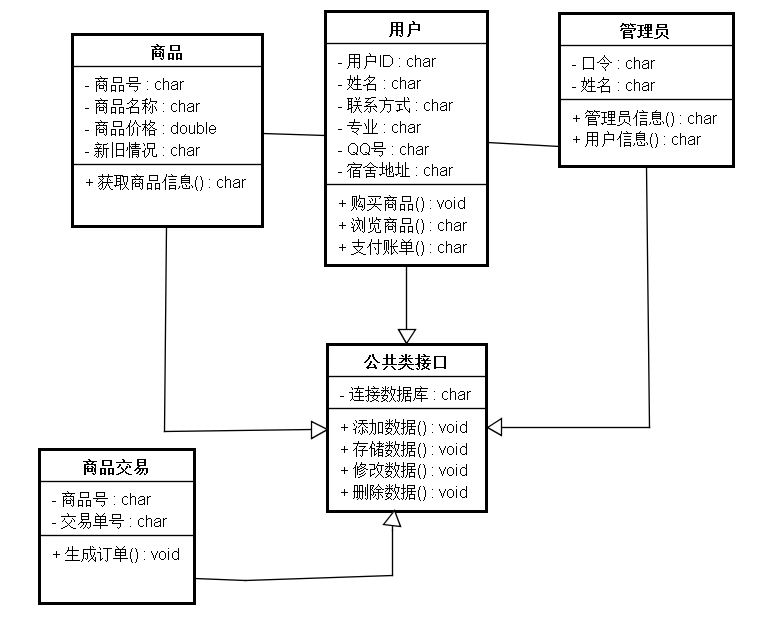 商品
- 商品号 : char
- 商品名称 : char
- 商品价格 : double
- 新旧情况 : char
+ 获取商品信息() : char
用户
- 用户ID : char
- 姓名 : char
- 联系方式 : char
- 专业 : char
- QQ号 : char
- 宿舍地址 : char
+ 购买商品() : void
+ 浏览商品() : char
+ 支付账单() : char
管理员
- 口令 : char
- 姓名 : char
+ 管理员信息() : char
+ 用户信息() : char
公共类接口
- 连接数据库 : char
+ 添加数据() : void
+ 存储数据() : void
+ 修改数据() : void
+ 删除数据() : void
商品交易
- 商品号 : char
- 交易单号 : char
+ 生成订单() : void